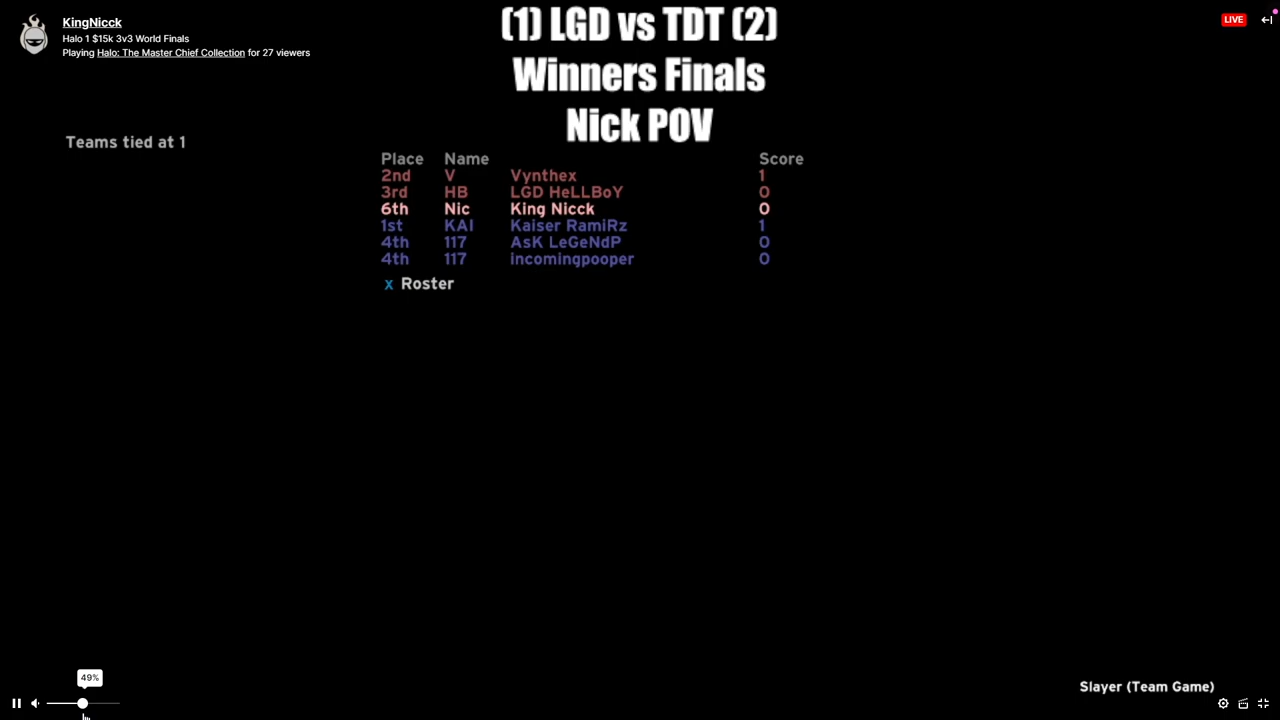 KingNicck
Halo 1 $15k 3v3 World Finals
Playing Halo: The Master Chief Collection for 27 viewers
(1) LGD vs TDT (2)
Winners Finals
Nick POV
LIVE
Teams tied at 1
Place Name Score
2nd V Vynthex 1
3rd HB LGD HeLLBoY 0
6th Nic King Nicck 0
1st KAI Kaiser RamiRz 1
4th 117 AsK LeGeNdP 0
4th 117 incomingpooper 0
x Roster
49%
Slayer (Team Game)